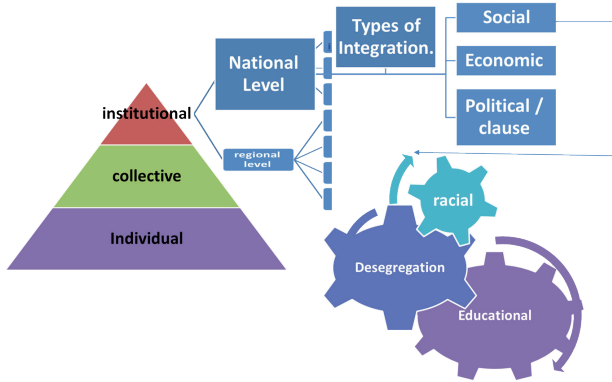 Types of
Integration.
Social
Economic
Political /
clause
National
Level
regional
level
institutional
collective
Individual
racial
Desegregation
Educational